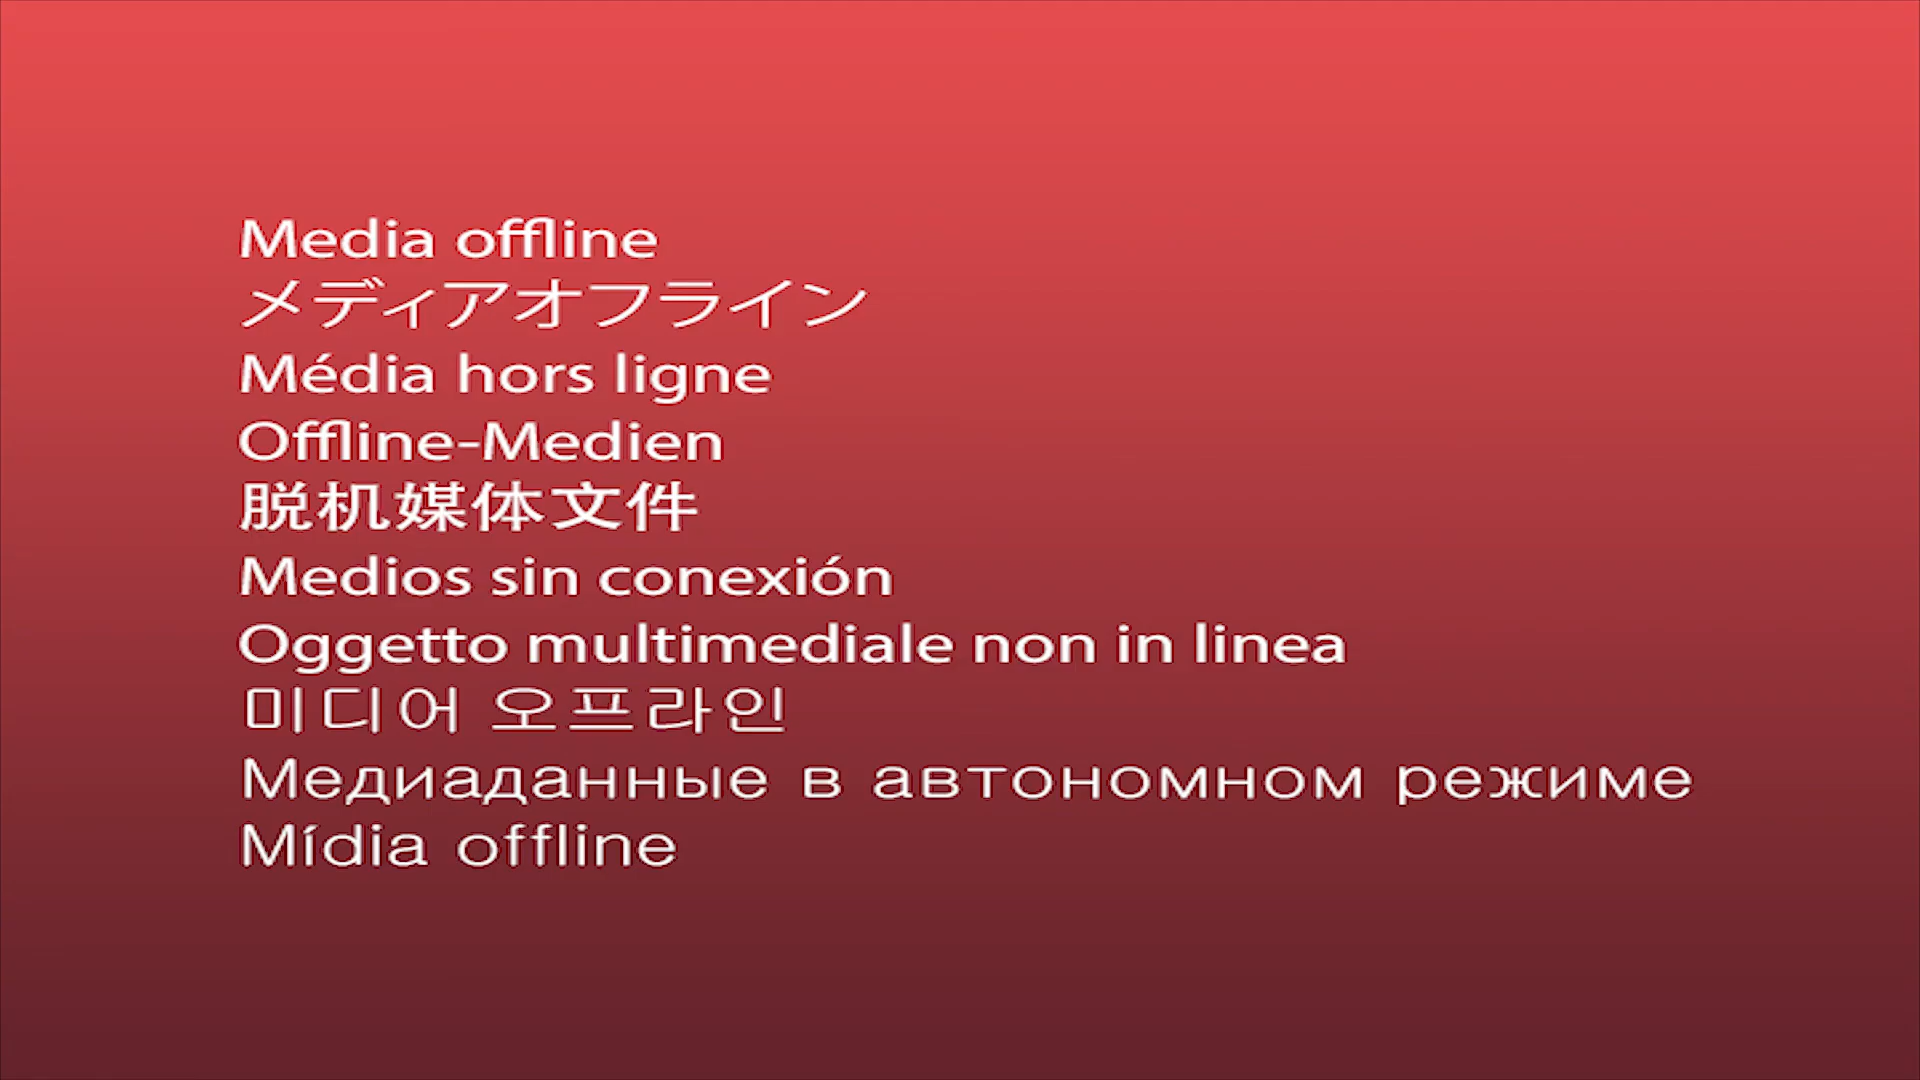 Media offline
メディアオフライン
Média hors ligne
Offline-Medien
脱机媒体文件
Medios sin conexión
Oggetto multimediale non in linea
미디어 오프라인
Медиаданные в автономном режиме
Mídia offline